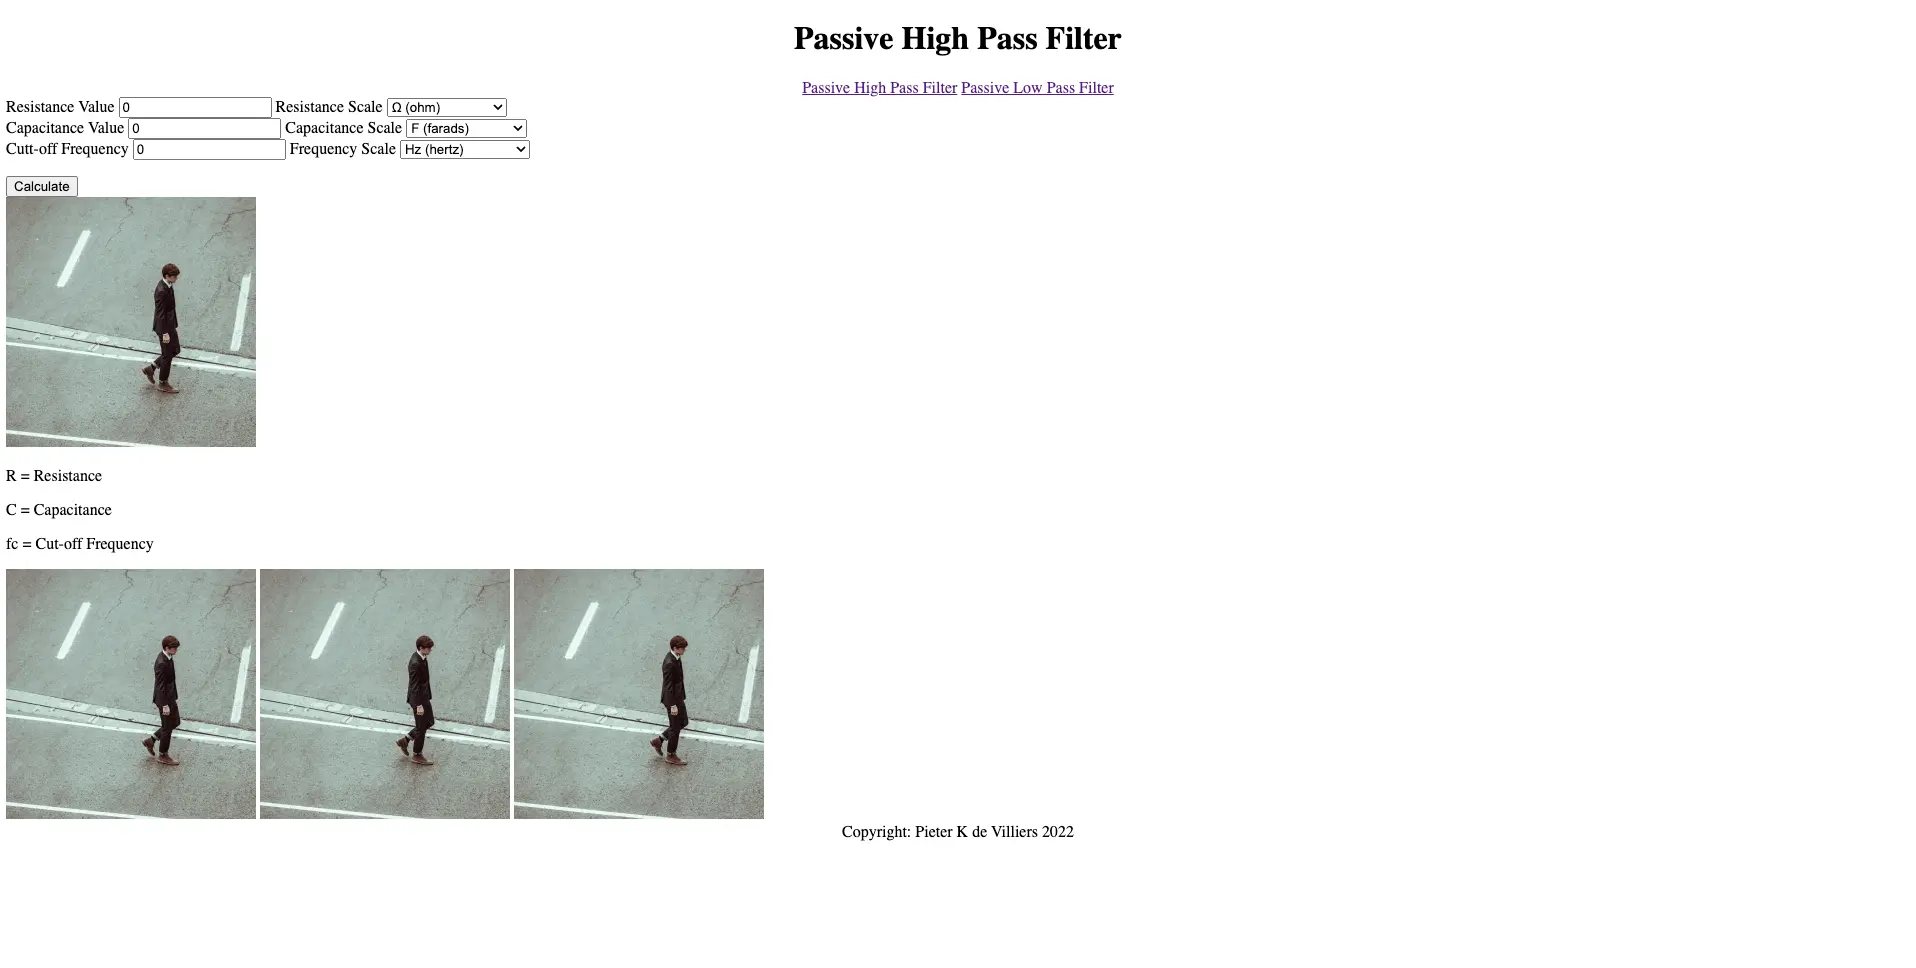 Passive High Pass Filter
Passive High Pass Filter Passive Low Pass Filter
Resistance Value 0 Resistance Scale Ω (ohm)
Capacitance Value 0 Capacitance Scale F (farads)
Cutt-off Frequency 0 Frequency Scale Hz (hertz)
Calculate
R = Resistance
C = Capacitance
fc = Cut-off Frequency
Copyright: Pieter K de Villiers 2022